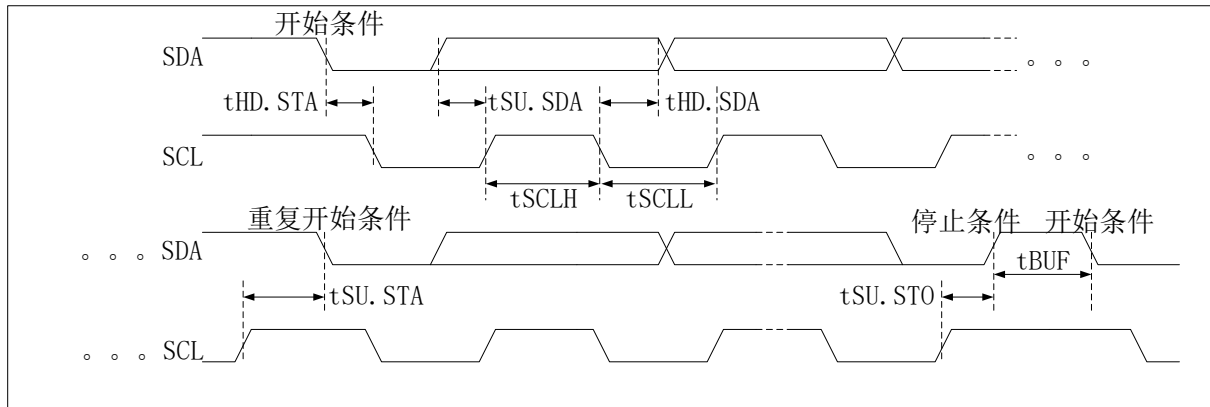 开始条件
SDA 。。。
tHD.STA tSU.SDA tHD.SDA
SCL 。。。
tSCLH tSCLL
重复开始条件 停止条件 开始条件
。。。SDA
tBUF
tSU.STA tSU.STO
。。。SCL